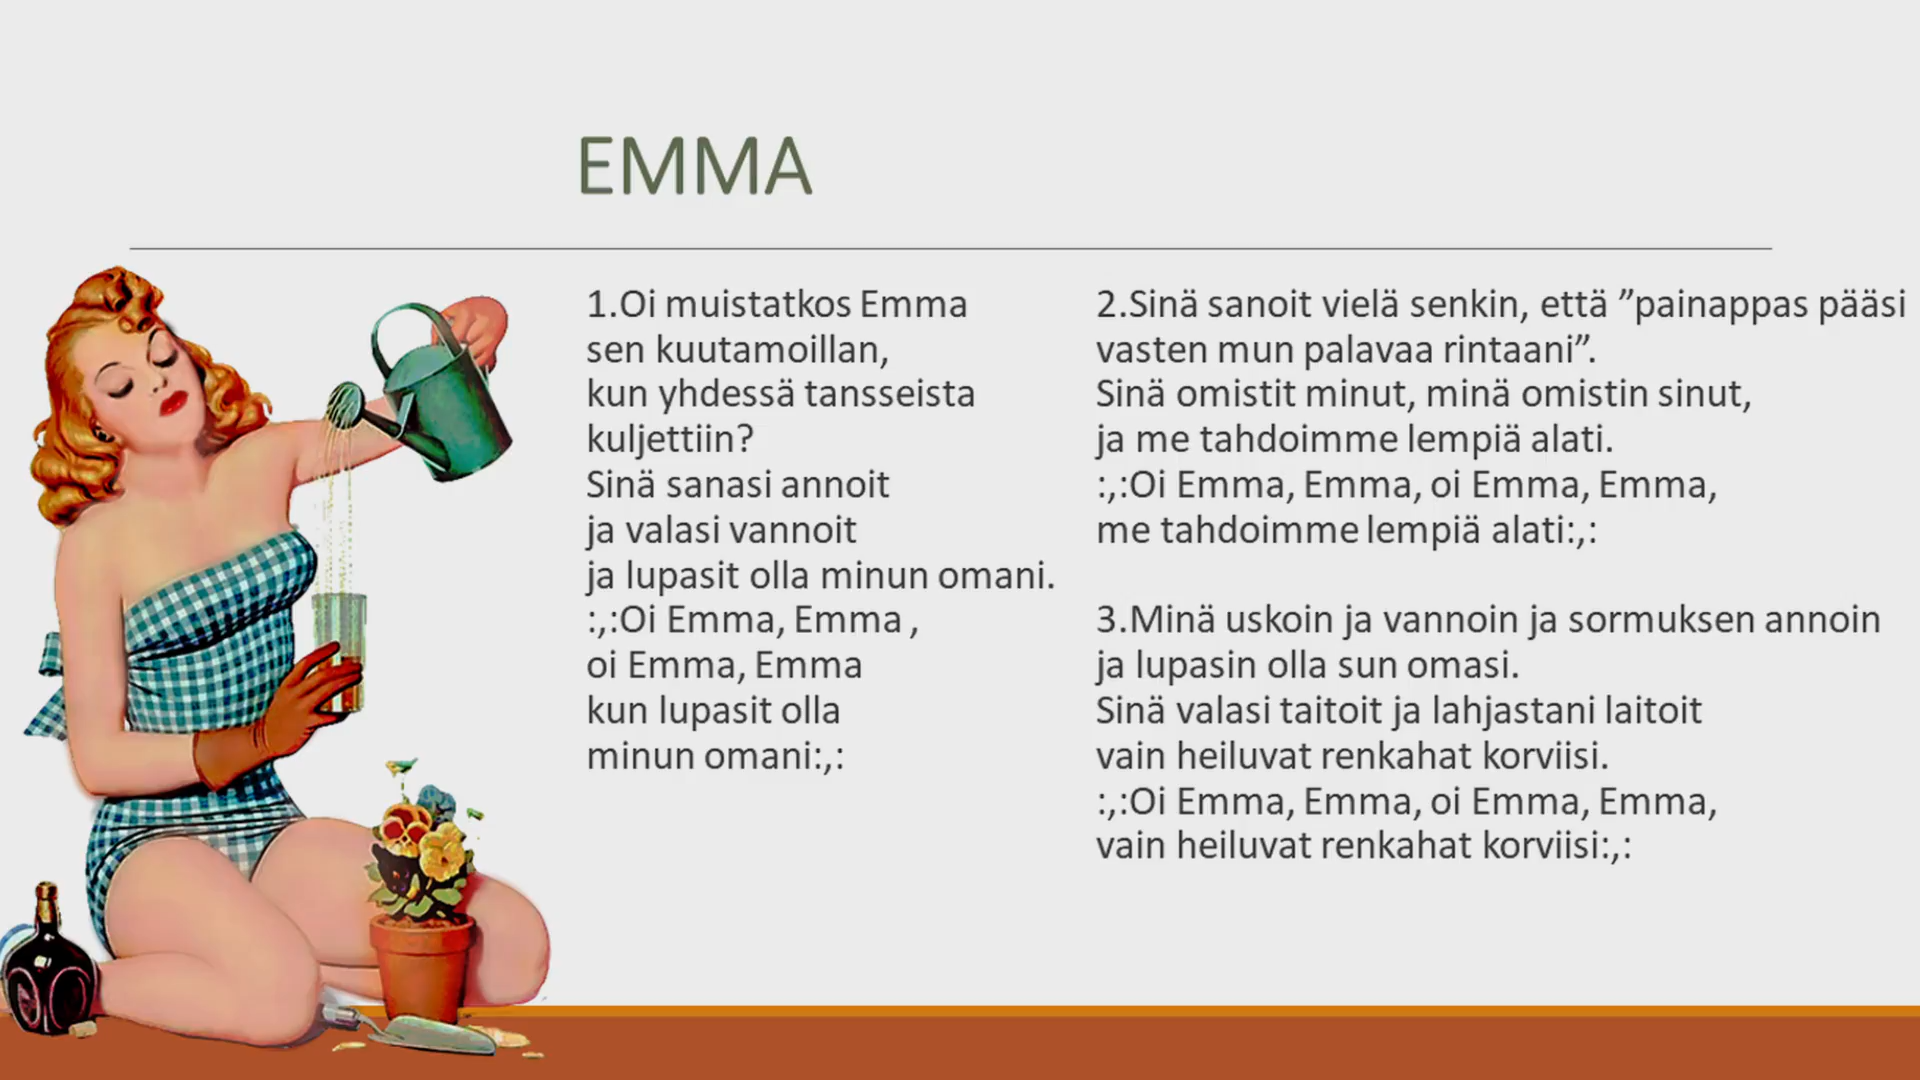 EMMA
1.Oi muistatkos Emma
sen kuutamoillan,
kun yhdessä tansseista
kuljettiin?
Sinä sanasi annoit
ja valasi vannoit
ja lupasit olla minun omani.
:,:Oi Emma, Emma ,
oi Emma, Emma
kun lupasit olla
minun omani:,:
2.Sinä sanoit vielä senkin, että ”painappas pääsi
vasten mun palavaa rintaani”.
Sinä omistit minut, minä omistin sinut,
ja me tahdoimme lempiä alati.
:,:Oi Emma, Emma, oi Emma, Emma,
me tahdoimme lempiä alati:,:
3.Minä uskoin ja vannoin ja sormuksen annoin
ja lupasin olla sun omasi.
Sinä valasi taitoit ja lahjastani laitoit
vain heiluvat renkahat korviisi.
:,:Oi Emma, Emma, oi Emma, Emma,
vain heiluvat renkahat korviisi:,: